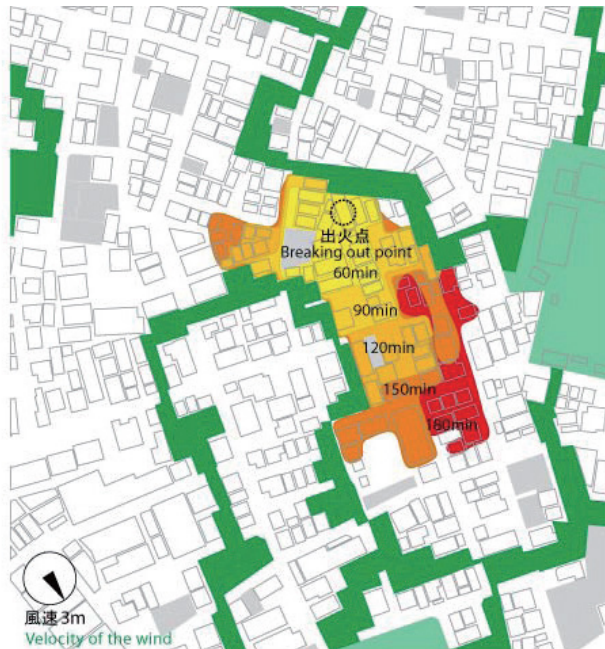 出火点
Breaking out point
60min
90min
120min
150min
180min
風速3m
Velocity of the wind